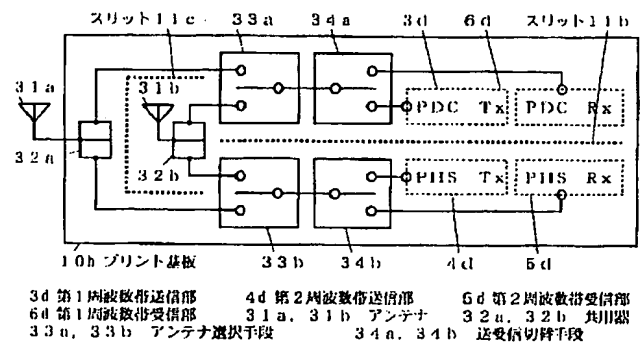 スリット11c 33a 34a 3d 6d スリット11b
31a
31b
PDC Tx PDC Rx
32a
32b
PHS Tx PHS Rx
10h プリント基板 33b 34b 4d 5d
3d 第1周波数帯送信部 4d 第2周波数帯送信部 5d 第2周波数帯受信部
6d 第1周波数帯受信部 31a, 31b アンテナ 32a, 32b 共用器
33a, 33b アンテナ選択手段 34a, 34b 送受信切替手段